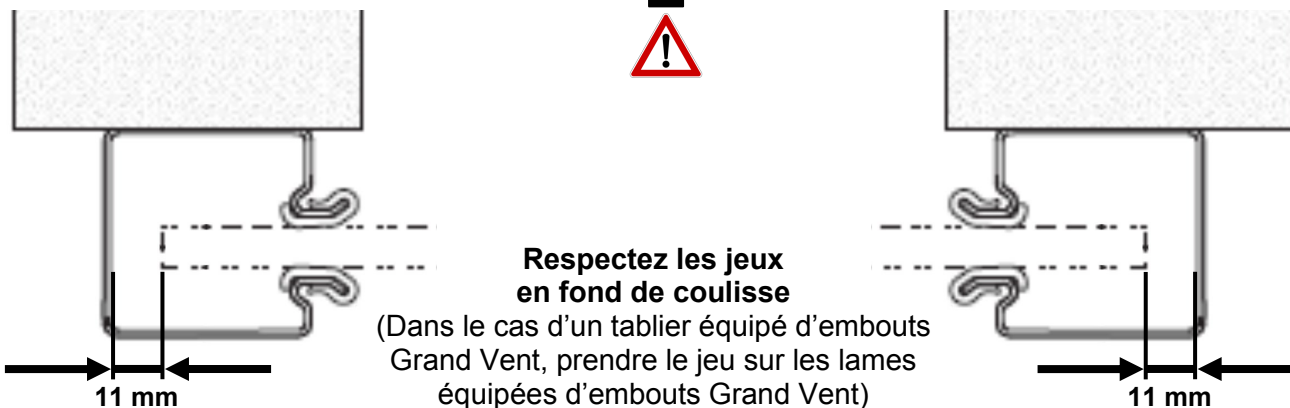 Respectez les jeux
en fond de coulisse
(Dans le cas d'un tablier équipé d'embouts
Grand Vent, prendre le jeu sur les lames
équipées d'embouts Grand Vent)
11 mm
11 mm